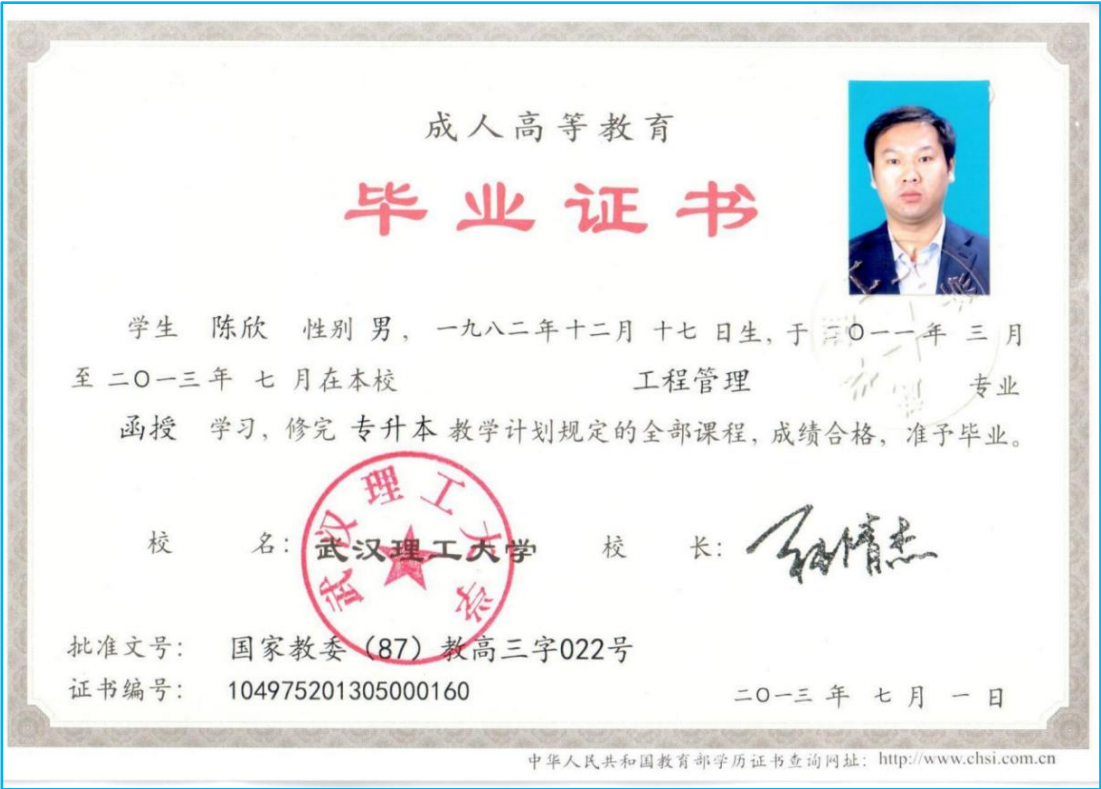 成人高等教育
毕业证书
学生 陈欣 性别 男，一九八二年十二月 十七 日生，于 二〇一一年 三 月
至 二〇一三年 七 月在本校 工程管理 专业
函授 学习，修完 专升本 教学计划规定的全部课程，成绩合格，准予毕业。
武汉理工大学
校 名：武汉理工大学 校 长：
批准文号： 国家教委（87）教高三字022号
证书编号： 104975201305000160 二〇一三 年 七 月 一 日
中华人民共和国教育部学历证书查询网址：http://www.chsi.com.cn